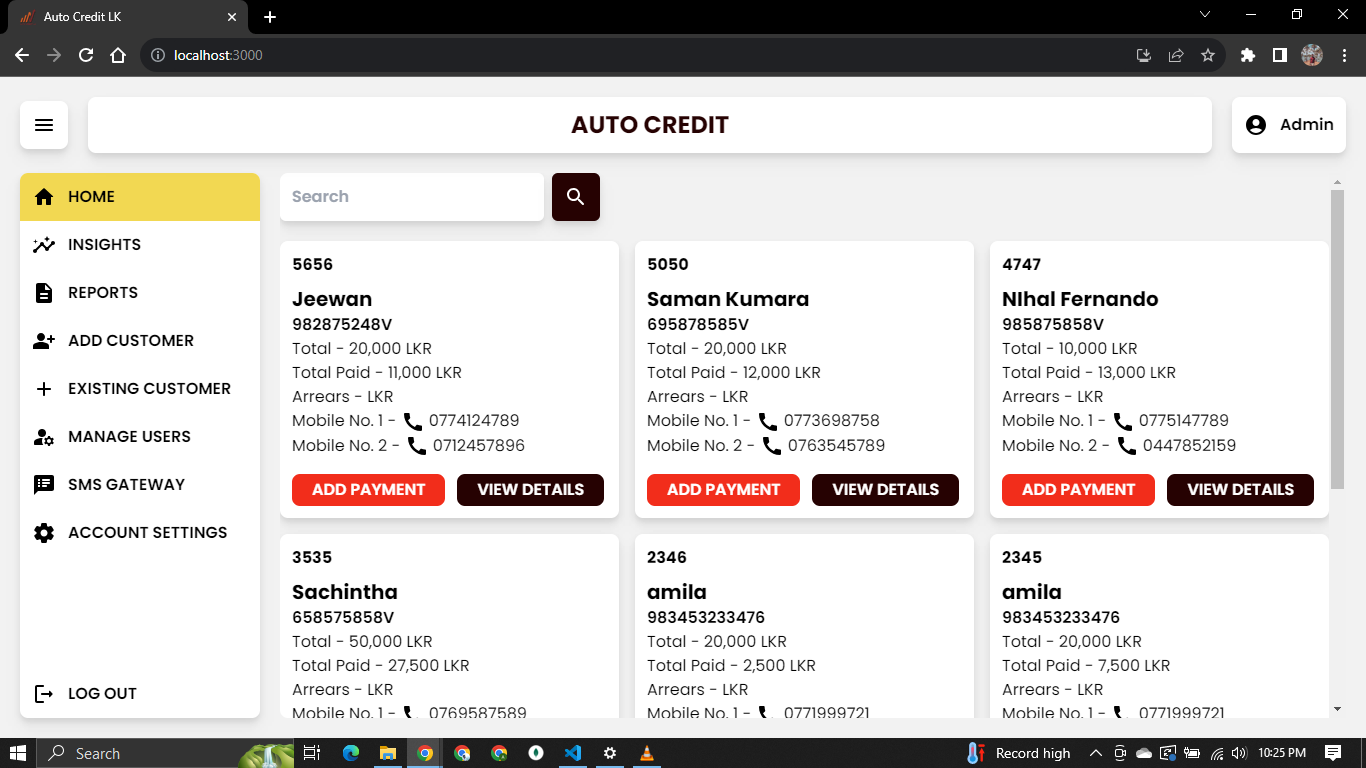 Auto Credit LK
localhost:3000
AUTO CREDIT
Admin
HOME
INSIGHTS
REPORTS
ADD CUSTOMER
EXISTING CUSTOMER
MANAGE USERS
SMS GATEWAY
ACCOUNT SETTINGS
LOG OUT
Search
5656
Jeewan
982875248V
Total - 20,000 LKR
Total Paid - 11,000 LKR
Arrears - LKR
Mobile No. 1 - 0774124789
Mobile No. 2 - 0712457896
ADD PAYMENT VIEW DETAILS
5050
Saman Kumara
695878585V
Total - 20,000 LKR
Total Paid - 12,000 LKR
Arrears - LKR
Mobile No. 1 - 0773698758
Mobile No. 2 - 0763545789
ADD PAYMENT VIEW DETAILS
4747
NIhal Fernando
985875858V
Total - 10,000 LKR
Total Paid - 13,000 LKR
Arrears - LKR
Mobile No. 1 - 0775147789
Mobile No. 2 - 0447852159
ADD PAYMENT VIEW DETAILS
3535
Sachintha
658575858V
Total - 50,000 LKR
Total Paid - 27,500 LKR
Arrears - LKR
Mobile No. 1 - 0769587589
2346
amila
983453233476
Total - 20,000 LKR
Total Paid - 2,500 LKR
Arrears - LKR
Mobile No. 1 - 0771999721
2345
amila
983453233476
Total - 20,000 LKR
Total Paid - 7,500 LKR
Arrears - LKR
Mobile No. 1 - 0771999721
Search
Record high
10:25 PM